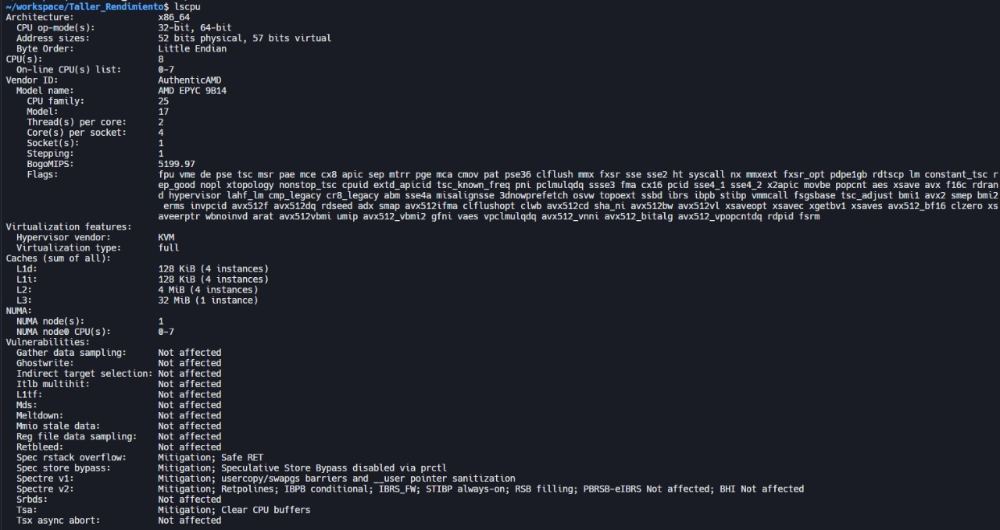 ~/workspace/Taller_Rendimiento$ lscpu
Architecture: x86_64
CPU op-mode(s): 32-bit, 64-bit
Address sizes: 52 bits physical, 57 bits virtual
Byte Order: Little Endian
CPU(s): 8
On-line CPU(s) list: 0-7
Vendor ID: AuthenticAMD
Model name: AMD EPYC 9B14
CPU family: 25
Model: 17
Thread(s) per core: 2
Core(s) per socket: 4
Socket(s): 1
Stepping: 1
BogoMIPS: 5199.97
Flags: fpu vme de pse tsc msr pae mce cx8 apic sep mtrr pge mca cmov pat pse36 clflush mmx fxsr sse sse2 ht syscall nx mmxext fxsr_opt pdpe1gb rdtscp lm constant_tsc r
ep_good nopl xtopology nonstop_tsc cpuid extd_apicid tsc_known_freq pni pclmulqdq ssse3 fma cx16 pcid sse4_1 sse4_2 x2apic movbe popcnt aes xsave avx f16c rdran
d hypervisor lahf_lm cmp_legacy cr8_legacy abm sse4a misalignsse 3dnowprefetch osvw topoext ssbd ibrs ibpb stibp vmmcall fsgsbase tsc_adjust bmi1 avx2 smep bmi2
erms invpcid avx512f avx512dq rdseed adx smap avx512ifma clflushopt clwb avx512cd sha_ni avx512bw avx512vl xsaveopt xsavec xgetbv1 xsaves avx512_bf16 clzero xs
aveerptr wbnoinvd arat avx512vbmi umip avx512_vbmi2 gfni vaes vpclmulqdq avx512_vnni avx512_bitalg avx512_vpopcntdq rdpid fsrm
Virtualization features:
Hypervisor vendor: KVM
Virtualization type: full
Caches (sum of all):
L1d: 128 KiB (4 instances)
L1i: 128 KiB (4 instances)
L2: 4 MiB (4 instances)
L3: 32 MiB (1 instance)
NUMA:
NUMA node(s): 1
NUMA node0 CPU(s): 0-7
Vulnerabilities:
Gather data sampling: Not affected
Ghostwrite: Not affected
Indirect target selection: Not affected
Itlb multihit: Not affected
L1tf: Not affected
Mds: Not affected
Meltdown: Not affected
Mmio stale data: Not affected
Reg file data sampling: Not affected
Retbleed: Not affected
Spec rstack overflow: Mitigation; Safe RET
Spec store bypass: Mitigation; Speculative Store Bypass disabled via prctl
Spectre v1: Mitigation; usercopy/swapgs barriers and __user pointer sanitization
Spectre v2: Mitigation; Retpolines; IBPB conditional; IBRS_FW; STIBP always-on; RSB filling; PBRSB-eIBRS Not affected; BHI Not affected
Srbds: Not affected
Tsa: Mitigation; Clear CPU buffers
Tsx async abort: Not affected